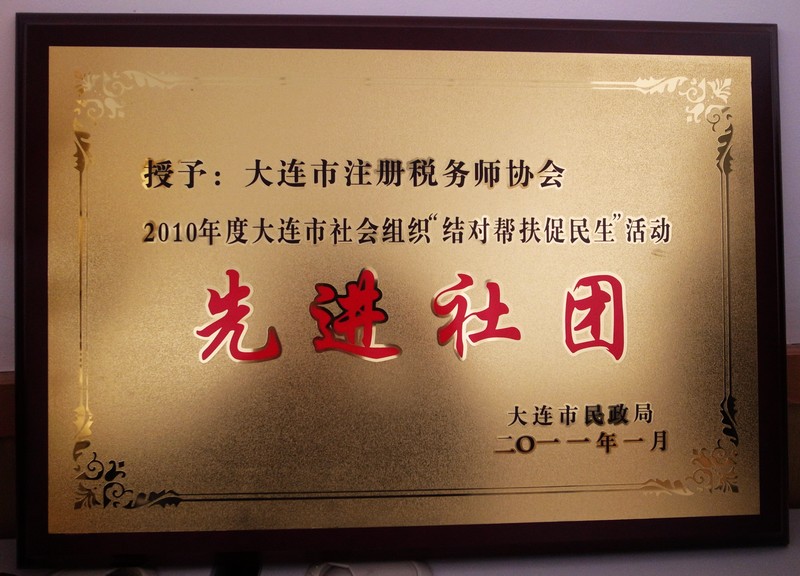 授予：大连市注册税务师协会
2010年度大连市社会组织“结对帮扶促民生”活动
先进社团
大连市民政局
二〇一一年一月